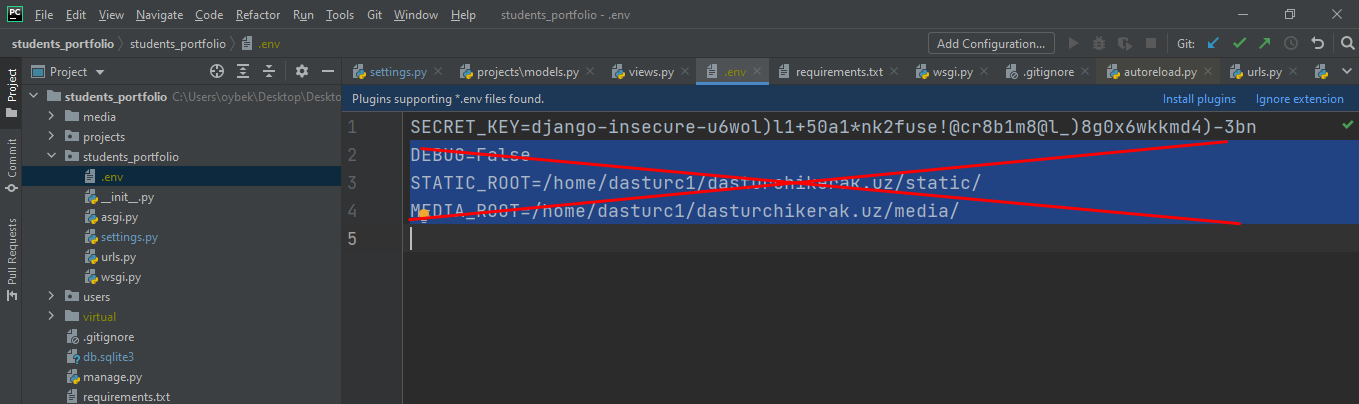 PC File Edit View Navigate Code Refactor Run Tools Git Window Help students_portfolio - .env
students_portfolio students_portfolio .env Add Configuration... Git:
Project settings.py projects\models.py views.py .env requirements.txt wsgi.py .gitignore autoreload.py urls.py
Project
Commit
Pull Requests
students_portfolio C:\Users\oybek\Desktop\Deskto
media
projects
students_portfolio
.env
__init__.py
asgi.py
settings.py
urls.py
wsgi.py
users
virtual
.gitignore
db.sqlite3
manage.py
requirements.txt
Plugins supporting *.env files found. Install plugins Ignore extension
1 SECRET_KEY=django-insecure-u6wol)l1+50a1*nk2fuse!@cr8b1m8@l_)8g0x6wkkmd4)-3bn
2 DEBUG=False
3 STATIC_ROOT=/home/dasturc1/dasturchikerak.uz/static/
4 MEDIA_ROOT=/home/dasturc1/dasturchikerak.uz/media/
5